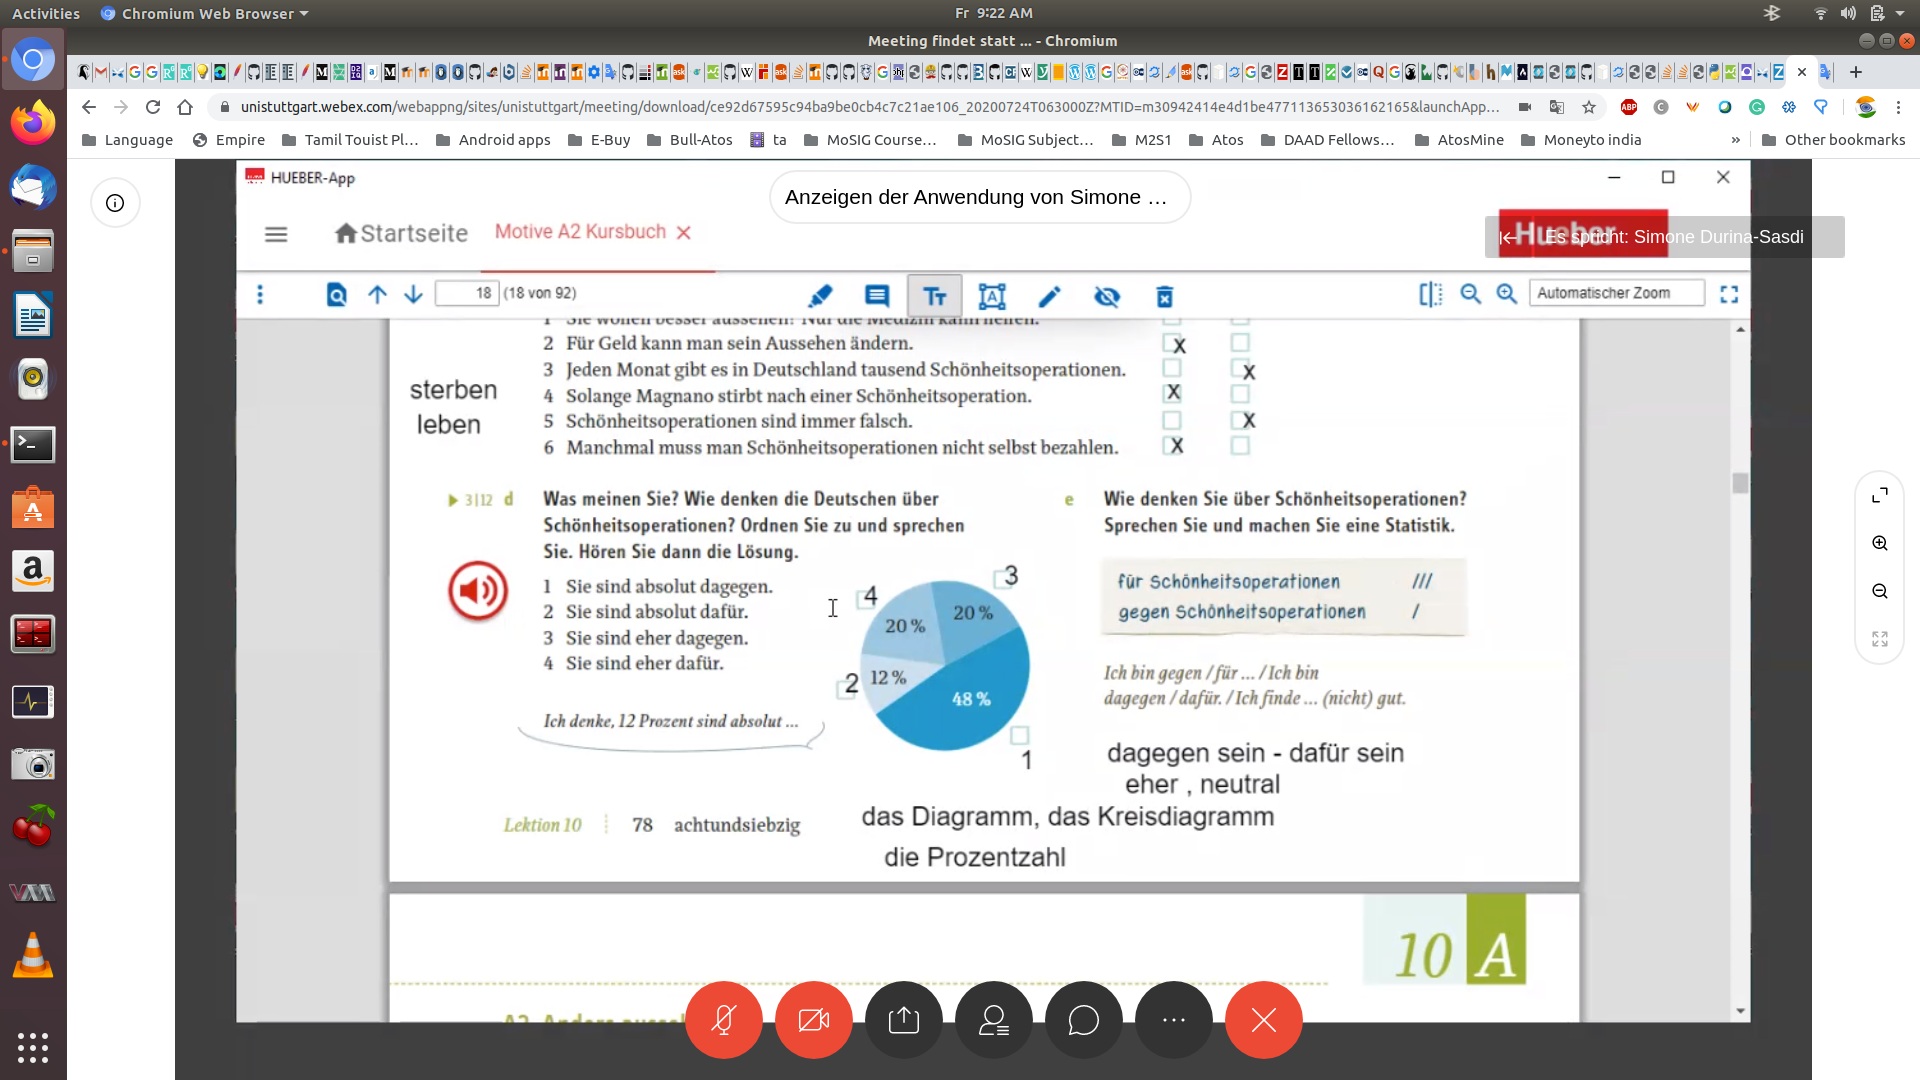 Activities
Chromium Web Browser
Fr 9:22 AM
Meeting findet statt ... - Chromium
unistuttgart.webex.com/webappng/sites/unistuttgart/meeting/download/ce92d67595c94ba9be0cb4c7c21ae106_20200724T063000Z?MTID=m30942414e4d1be477113653036162165&launchApp...
Language
Empire
Tamil Touist Pl...
Android apps
E-Buy
Bull-Atos
ta
MoSIG Course...
MoSIG Subject...
M2S1
Atos
DAAD Fellows...
AtosMine
Moneyto india
»
Other bookmarks
HUEBER-App
Anzeigen der Anwendung von Simone ...
Startseite
Motive A2 Kursbuch
Hueber
Es spricht: Simone Durina-Sasdi
18 (18 von 92)
Automatischer Zoom
1 Sie wollen besser aussehen? Nur die Medizin kann helfen.
2 Für Geld kann man sein Aussehen ändern. X
3 Jeden Monat gibt es in Deutschland tausend Schönheitsoperationen. X
sterben
4 Solange Magnano stirbt nach einer Schönheitsoperation. X
leben
5 Schönheitsoperationen sind immer falsch. X
6 Manchmal muss man Schönheitsoperationen nicht selbst bezahlen. X
3|12 d Was meinen Sie? Wie denken die Deutschen über
Schönheitsoperationen? Ordnen Sie zu und sprechen
Sie. Hören Sie dann die Lösung.
1 Sie sind absolut dagegen.
2 Sie sind absolut dafür.
3 Sie sind eher dagegen.
4 Sie sind eher dafür.
Ich denke, 12 Prozent sind absolut ...
3
4
20 %
20 %
2
12 %
48 %
1
e Wie denken Sie über Schönheitsoperationen?
Sprechen Sie und machen Sie eine Statistik.
für Schönheitsoperationen ///
gegen Schönheitsoperationen /
Ich bin gegen / für ... / Ich bin
dagegen / dafür. / Ich finde ... (nicht) gut.
dagegen sein - dafür sein
eher , neutral
das Diagramm, das Kreisdiagramm
die Prozentzahl
Lektion 10 78 achtundsiebzig
10 A